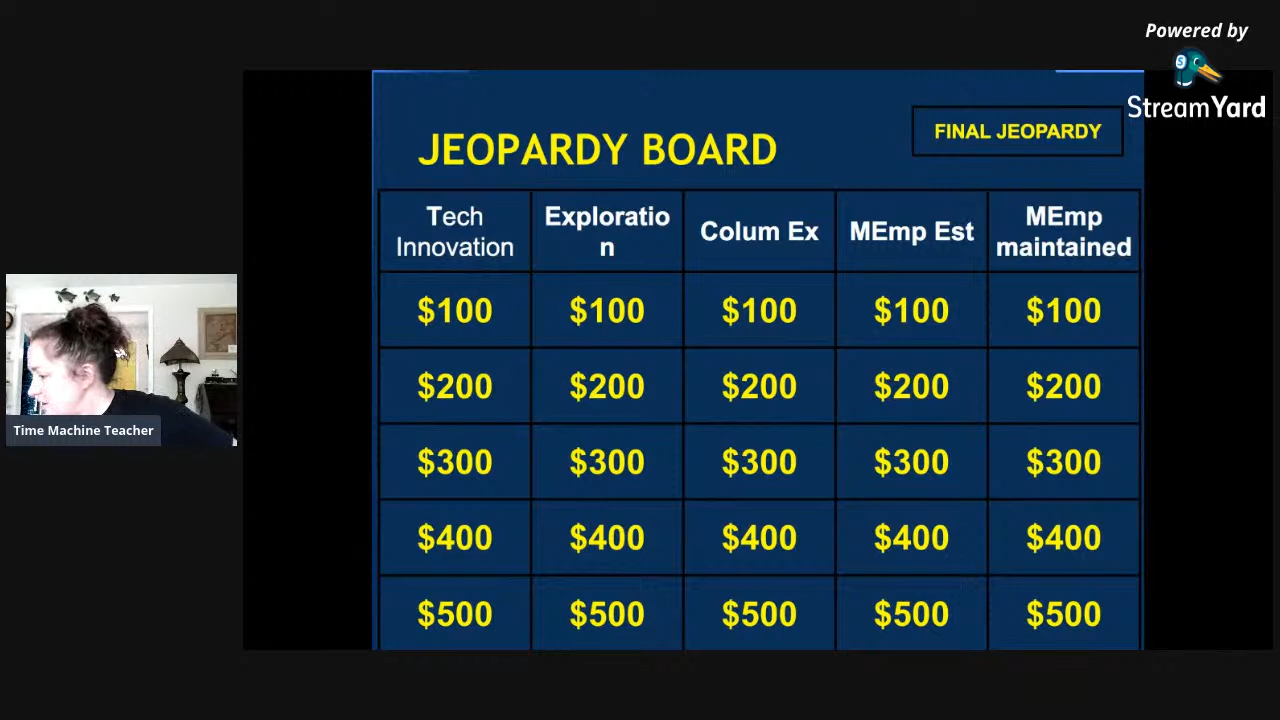 Powered by
StreamYard
FINAL JEOPARDY
JEOPARDY BOARD
Tech
Innovation
Exploratio
n
Colum Ex
MEmp Est
MEmp
maintained
$100 $100 $100 $100 $100
$200 $200 $200 $200 $200
$300 $300 $300 $300 $300
$400 $400 $400 $400 $400
$500 $500 $500 $500 $500
Time Machine Teacher